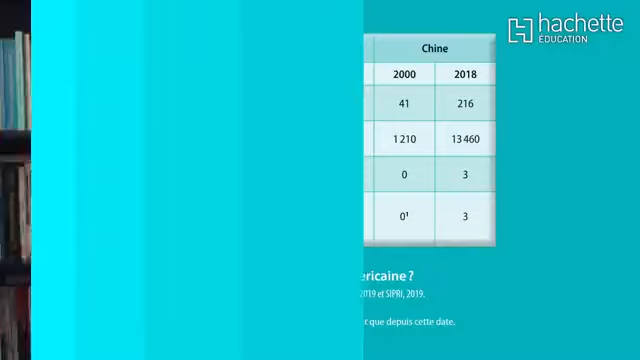 hachette
ÉDUCATION
Chine
2000 2018
41 216
1 210 13 460
0 3
0¹ 3
éricaine ?
2019 et SIPRI, 2019.
que depuis cette date.